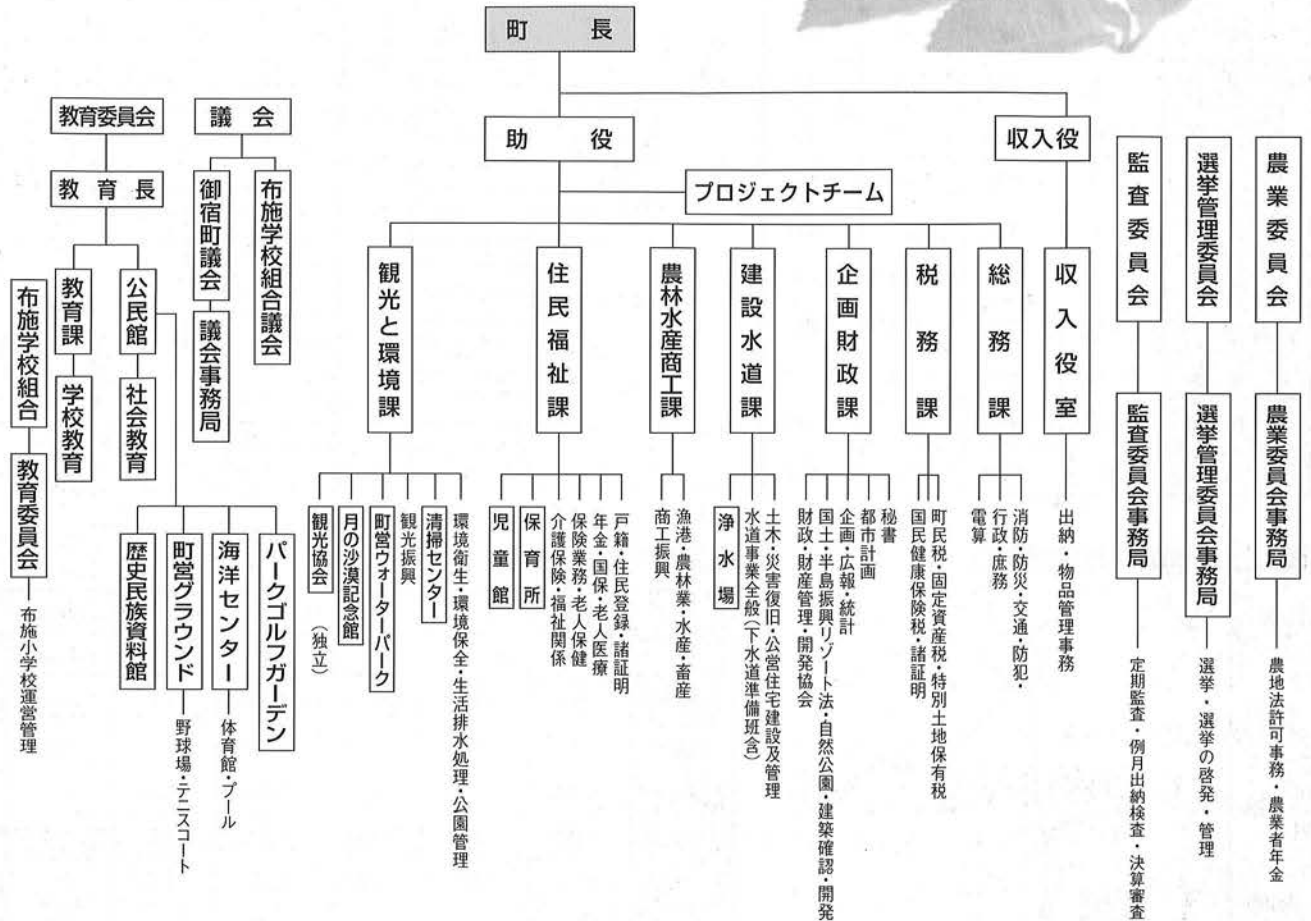 町長
助役
収入役
プロジェクトチーム
農業委員会
農業委員会事務局
農地法許可事務・農業者年金
選挙管理委員会
選挙管理委員会事務局
選挙・選挙の啓発・管理
監査委員会
監査委員会事務局
定期監査・例月出納検査・決算審査
収入役室
出納・物品管理事務
総務課
消防・防災・交通・防犯・
行政・庶務
電算
税務課
町民税・固定資産税・特別土地保有税
国民健康保険税・諸証明
企画財政課
秘書
都市計画
企画・広報・統計
国土・半島振興リゾート法・自然公園・建築確認・開発
財政・財産管理・開発協会
建設水道課
土木・災害復旧・公営住宅建設及管理
水道事業全般(下水道準備班含)
浄水場
農林水産商工課
漁港・農林業・水産・畜産
商工振興
住民福祉課
戸籍・住民登録・諸証明
年金・国保・老人医療
保険業務・老人保健
介護保険・福祉関係
保育所
児童館
観光と環境課
環境衛生・環境保全・生活排水処理・公園管理
清掃センター
観光振興
町営ウォーターパーク
月の沙漠記念館
観光協会
(独立)
議会
布施学校組合議会
御宿町議会
議会事務局
教育委員会
教育長
公民館
社会教育
教育課
学校教育
パークゴルフガーデン
海洋センター
体育館・プール
町営グラウンド
野球場・テニスコート
歴史民族資料館
布施学校組合
教育委員会
布施小学校運営管理